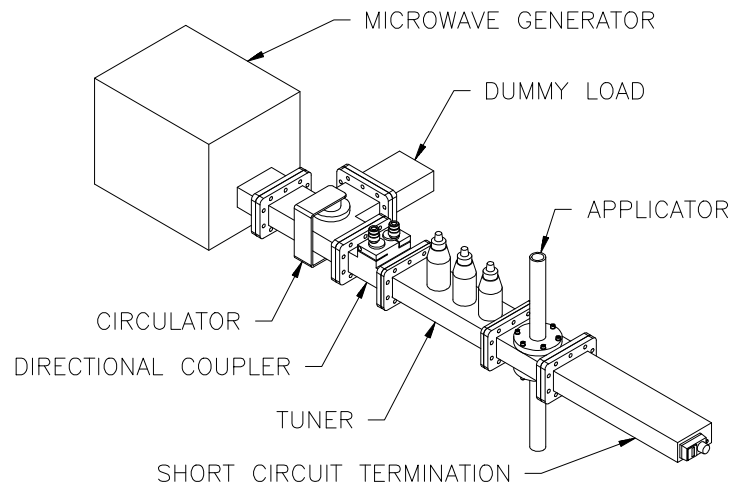 MICROWAVE GENERATOR
DUMMY LOAD
APPLICATOR
CIRCULATOR
DIRECTIONAL COUPLER
TUNER
SHORT CIRCUIT TERMINATION